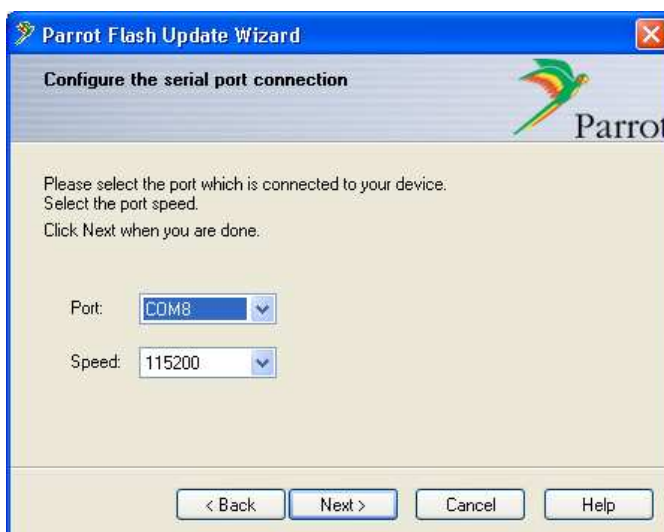 Parrot Flash Update Wizard
Configure the serial port connection
Parrot
Please select the port which is connected to your device.
Select the port speed.
Click Next when you are done.
Port: COM8
Speed: 115200
< Back Next > Cancel Help